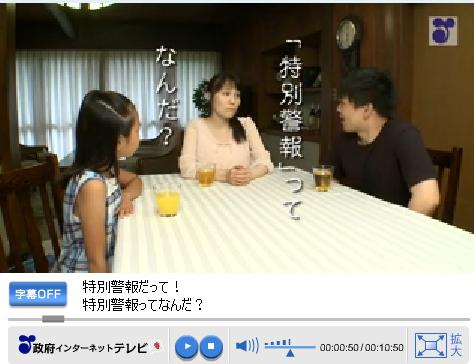 「特別警報」って
なんだ？
字幕OFF
特別警報だって！
特別警報ってなんだ？
政府インターネットテレビ
00:00:50/00:10:50
拡大